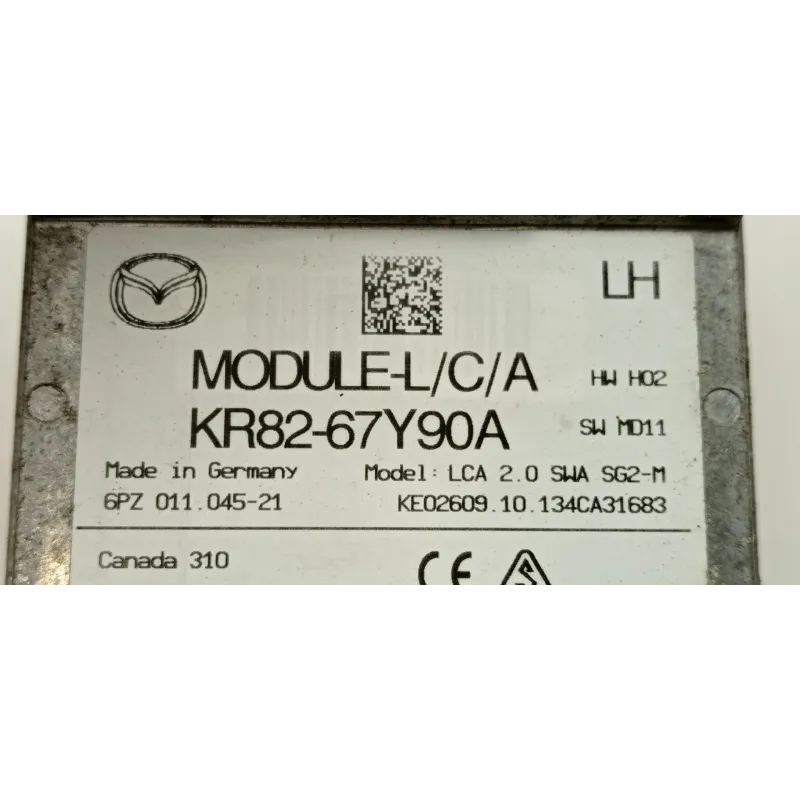 LH
MODULE-L/C/A HW H02
KR82-67Y90A SW MD11
Made in Germany Model: LCA 2.0 SWA SG2-M
6PZ 011.045-21 KE02609.10.134CA31683
Canada 310 CE